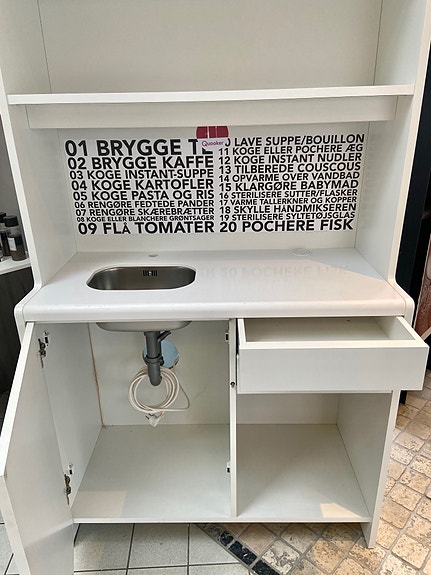 01 BRYGGE TE
02 BRYGGE KAFFE
03 KOGE INSTANT-SUPPE
04 KOGE KARTOFLER
05 KOGE PASTA OG RIS
06 RENGØRE FEDTEDE PANDER
07 RENGØRE SKÆREBRÆTTER
08 KOGE ELLER BLANCHERE GRØNTSAGER
09 FLÅ TOMATER
Quooker
10 LAVE SUPPE/BOUILLON
11 KOGE ELLER POCHERE ÆG
12 KOGE INSTANT NUDLER
13 TILBEREDE COUSCOUS
14 OPVARME OVER VANDBAD
15 KLARGØRE BABYMAD
16 STERILISERE SUTTER/FLASKER
17 VARME TALLERKNER OG KOPPER
18 SKYLLE HÅNDMIKSEREN
19 STERILISERE SYLTETØJSGLAS
20 POCHERE FISK